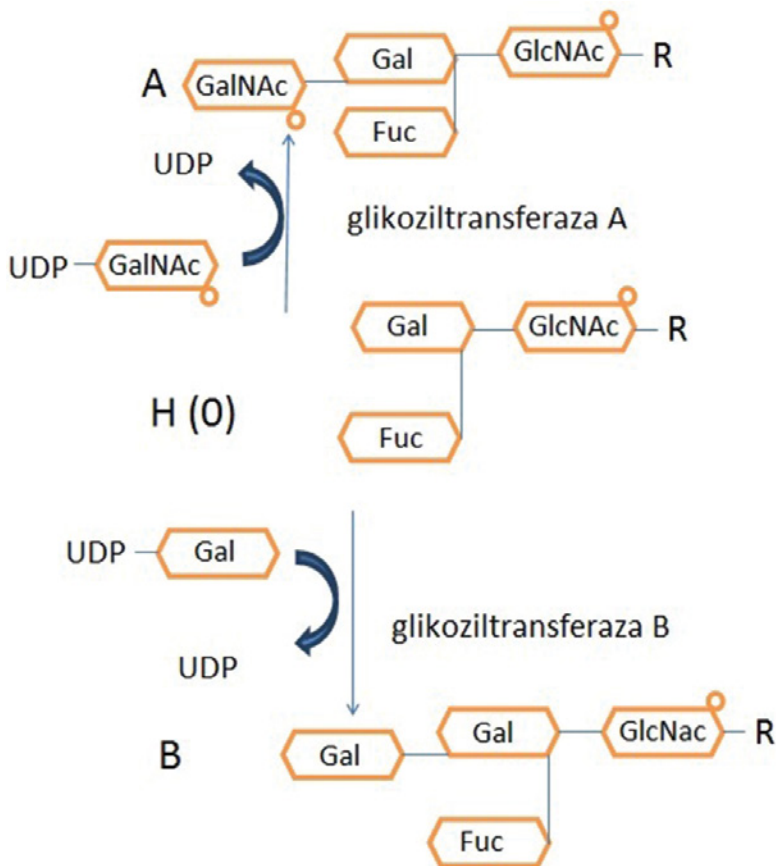 A GalNAc Gal GlcNAc R
Fuc
UDP
glikoziltransferaza A
UDP GalNAc
Gal GlcNAc R
H (0)
Fuc
UDP Gal
glikoziltransferaza B
UDP
B Gal Gal GlcNac R
Fuc